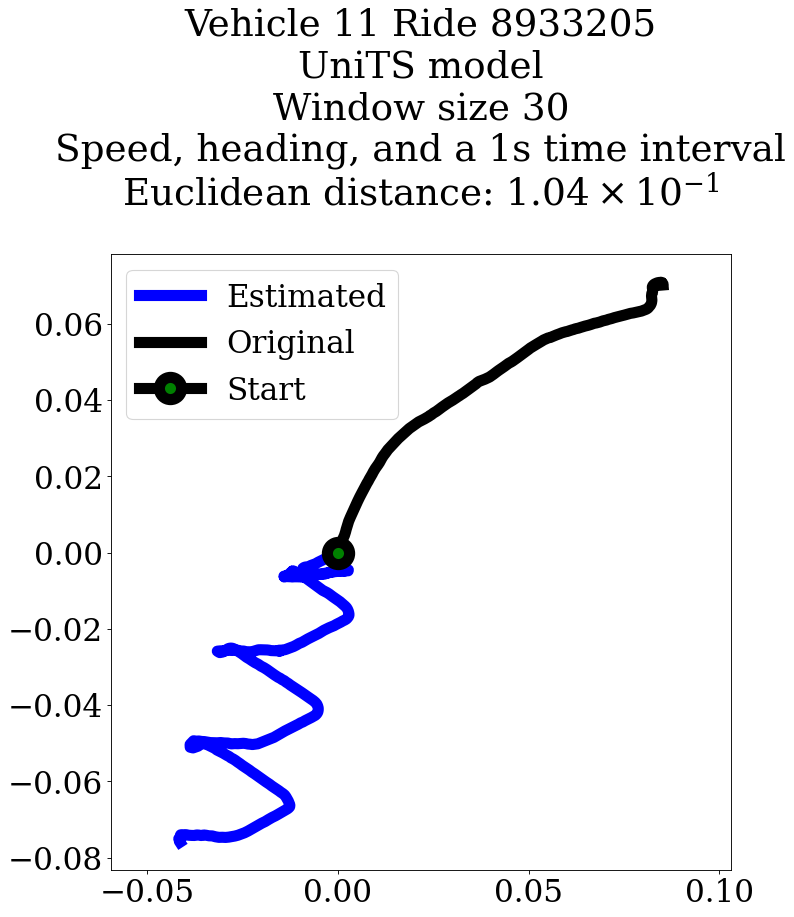 Vehicle 11 Ride 8933205
UniTS model
Window size 30
Speed, heading, and a 1s time interval
Euclidean distance: 1.04 × 10⁻¹
Estimated
Original
Start
0.06
0.04
0.02
0.00
−0.02
−0.04
−0.06
−0.08
−0.05 0.00 0.05 0.10